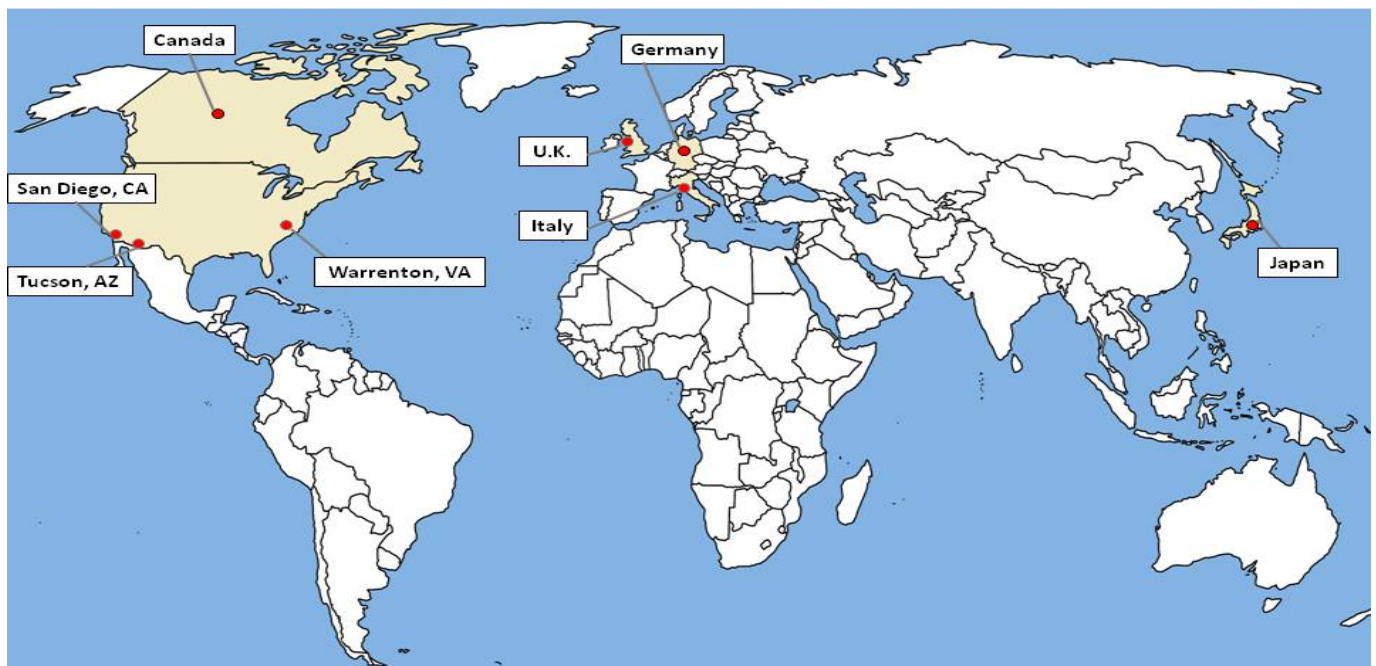 Canada
Germany
U.K.
San Diego, CA
Italy
Tucson, AZ
Warrenton, VA
Japan